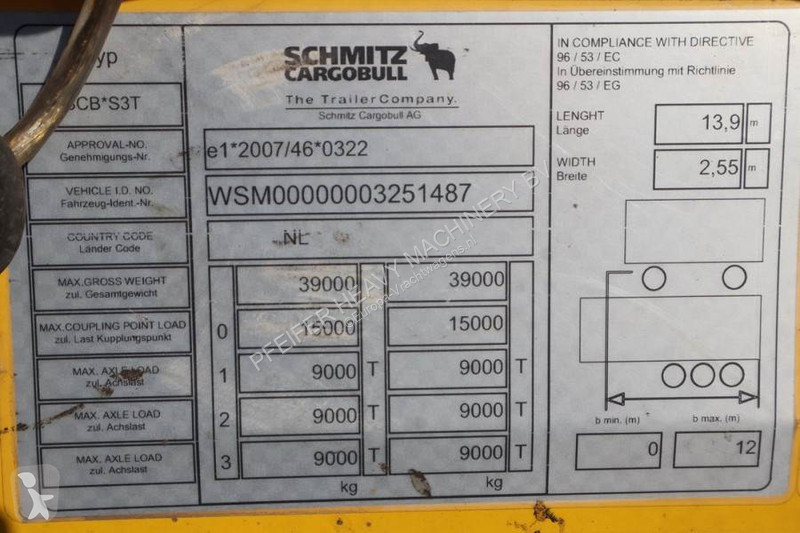 SCHMITZ
CARGOBULL
The TrailerCompany.
Schmitz Cargobull AG
CB*S3T
APPROVAL-NO.
Genehmigungs-Nr.
e1*2007/46*0322
VEHICLE I.D. NO.
Fahrzeug-Ident.-Nr.
WSM00000003251487
COUNTRY CODE
Länder Code
NL
MAX.GROSS WEIGHT
zul. Gesamtgewicht
39000 39000
MAX.COUPLING POINT LOAD
zul. Last Kupplungspunkt
0 15000 15000
MAX. AXLE LOAD
zul. Achslast
1 9000 T 9000 T
MAX. AXLE LOAD
zul. Achslast
2 9000 T 9000 T
MAX. AXLE LOAD
zul. Achslast
3 9000 T 9000 T
kg kg
IN COMPLIANCE WITH DIRECTIVE
96 / 53 / EC
In Übereinstimmung mit Richtlinie
96 / 53 / EG
LENGHT
Länge
13,9 m
WIDTH
Breite
2,55 m
b min. (m) b max. (m)
0 12
PFEIFER HEAVY MACHINERY BV